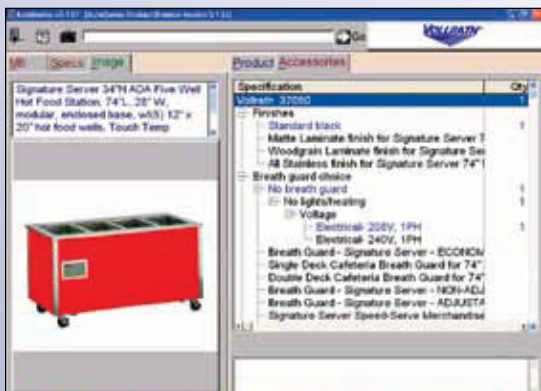 Go
VOLLRATH
Specs Image
Product Accessories
Signature Server 34"H ADA Five Well
Hot Food Station, 74"L, 28" W,
modular, enclosed base, w/(5) 12" x
20" hot food wells, Touch Temp
Specification Qty
Vollrath 1
Finishes
Standard black 1
Matte Laminate finish for Signature Server 7
Woodgrain Laminate finish for Signature Se
All Stainless finish for Signature Server 74"
Breath guard choice
No breath guard 1
No lights/heating 1
Voltage
Electrical- 208V, 1PH 1
Electrical- 240V, 1PH
Breath Guard - Signature Server - ECONOM
Single Deck Cafeteria Breath Guard for 74"
Double Deck Cafeteria Breath Guard for 74"
Breath Guard - Signature Server - NON-ADJ
Breath Guard - Signature Server - ADJUSTA
Signature Server Speed-Serve Merchandise